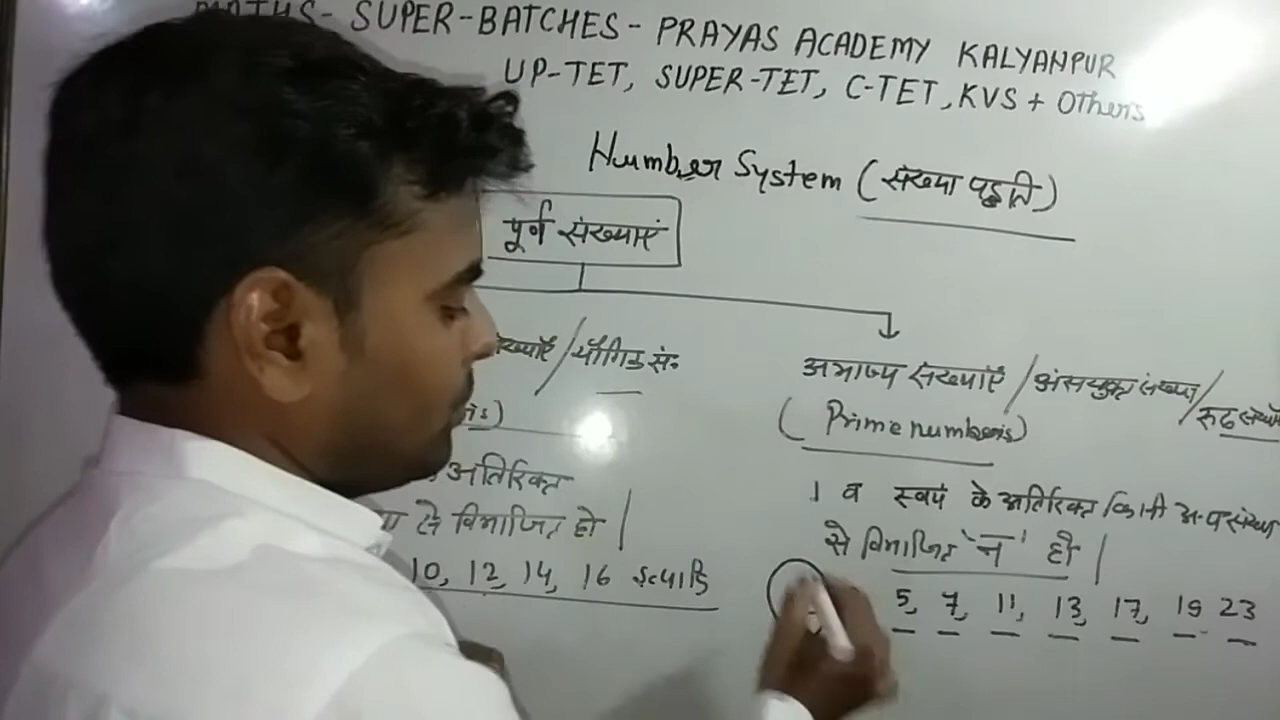 MATHS- SUPER-BATCHES- PRAYAS ACADEMY KALYANPUR
UP-TET, SUPER-TET, C-TET, KVS + Others
Number System (संख्या पद्धति)
पूर्ण संख्याएं
/यौगिक सं०
अभाज्य संख्याएँ / अंसयुक्त संख्या/ रूढ़
(Prime numbers)
अतिरिक्त
से विभाजित हो |
10, 12, 14, 16 इत्यादि
1 व स्वयं के अतिरिक्त किसी अन्य संख्या
से विभाजित 'न' हो |
5, 7, 11, 13, 17, 19 23